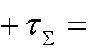 + τ_Σ =